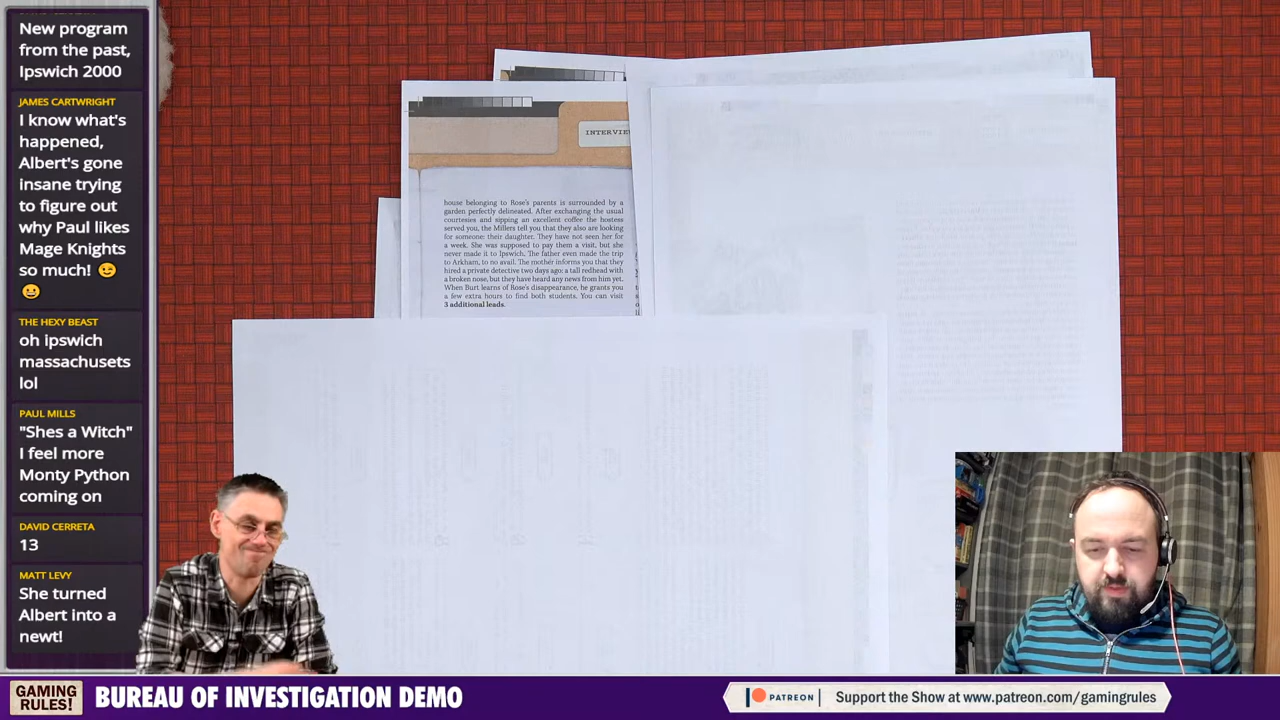 New program
from the past,
Ipswich 2000
JAMES CARTWRIGHT
I know what's
happened,
Albert's gone
insane trying
to figure out
why Paul likes
Mage Knights
so much! 😉
😀
THE HEXY BEAST
oh ipswich
massachusets
lol
PAUL MILLS
"Shes a Witch"
I feel more
Monty Python
coming on
DAVID CERRETA
13
MATT LEVY
She turned
Albert into a
newt!
INTERVIE
house belonging to Rose's parents is surrounded by a
garden perfectly delineated. After exchanging the usual
courtesies and sipping an excellent coffee the hostess
served you, the Millers tell you that they also are looking
for someone: their daughter. They have not seen her for
a week. She was supposed to pay them a visit, but she
never made it to Ipswich. The father even made the trip
to Arkham, to no avail. The mother informs you that they
hired a private detective two days ago: a tall redhead with
a broken nose, but they have heard any news from him yet.
When Burt learns of Rose's disappearance, he grants you
a few extra hours to find both students. You can visit
3 additional leads.
GAMING
RULES!
BUREAU OF INVESTIGATION DEMO
PATREON
Support the Show at www.patreon.com/gamingrules